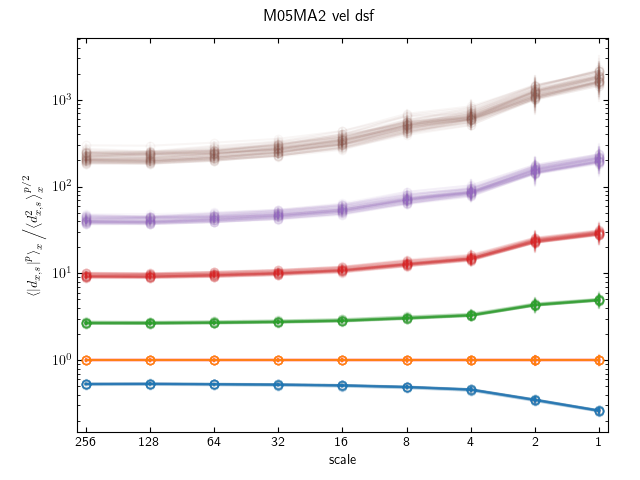 M05MA2 vel dsf
⟨|d_{x,s}|^p⟩_x / ⟨d_{x,s}^2⟩_x^{p/2}
10^3
10^2
10^1
10^0
256 128 64 32 16 8 4 2 1
scale